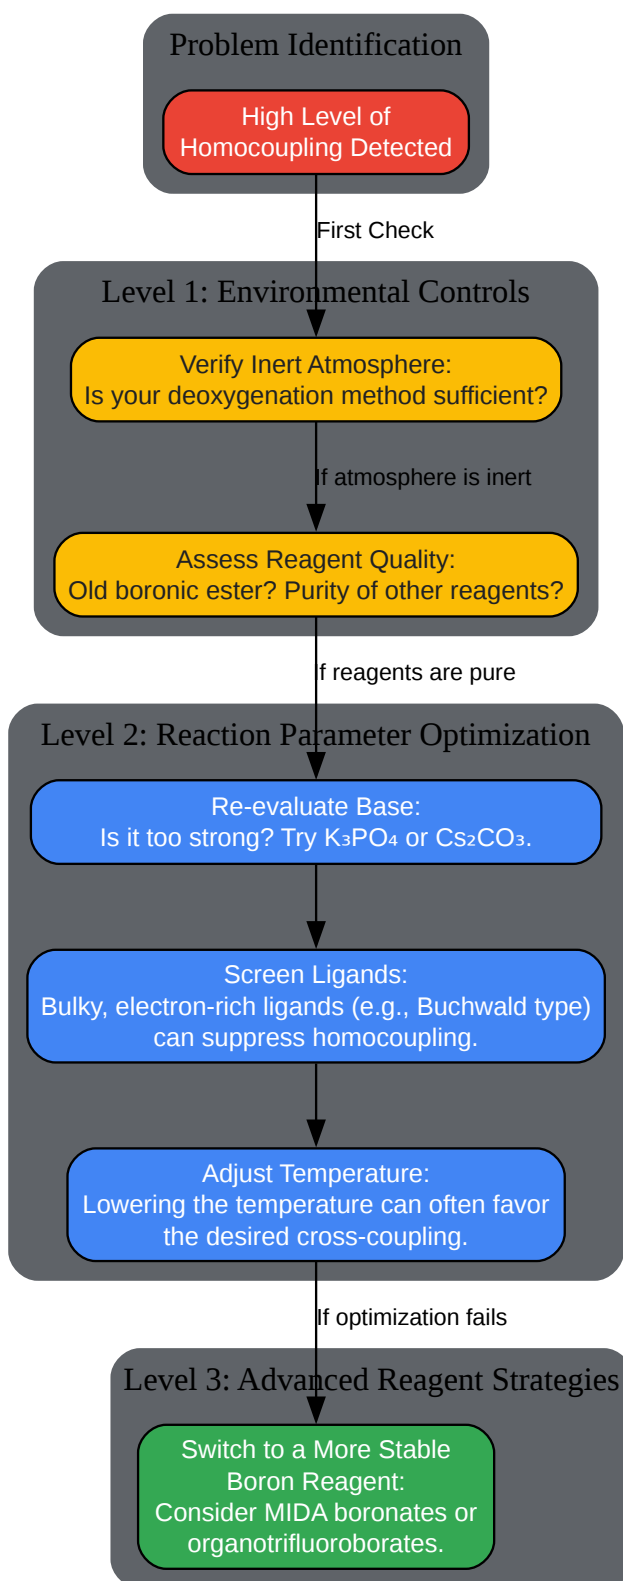 Problem Identification
High Level of
Homocoupling Detected
First Check
Level 1: Environmental Controls
Verify Inert Atmosphere:
Is your deoxygenation method sufficient?
If atmosphere is inert
Assess Reagent Quality:
Old boronic ester? Purity of other reagents?
If reagents are pure
Level 2: Reaction Parameter Optimization
Re-evaluate Base:
Is it too strong? Try K₃PO₄ or Cs₂CO₃.
Screen Ligands:
Bulky, electron-rich ligands (e.g., Buchwald type)
can suppress homocoupling.
Adjust Temperature:
Lowering the temperature can often favor
the desired cross-coupling.
If optimization fails
Level 3: Advanced Reagent Strategies
Switch to a More Stable
Boron Reagent:
Consider MIDA boronates or
organotrifluoroborates.